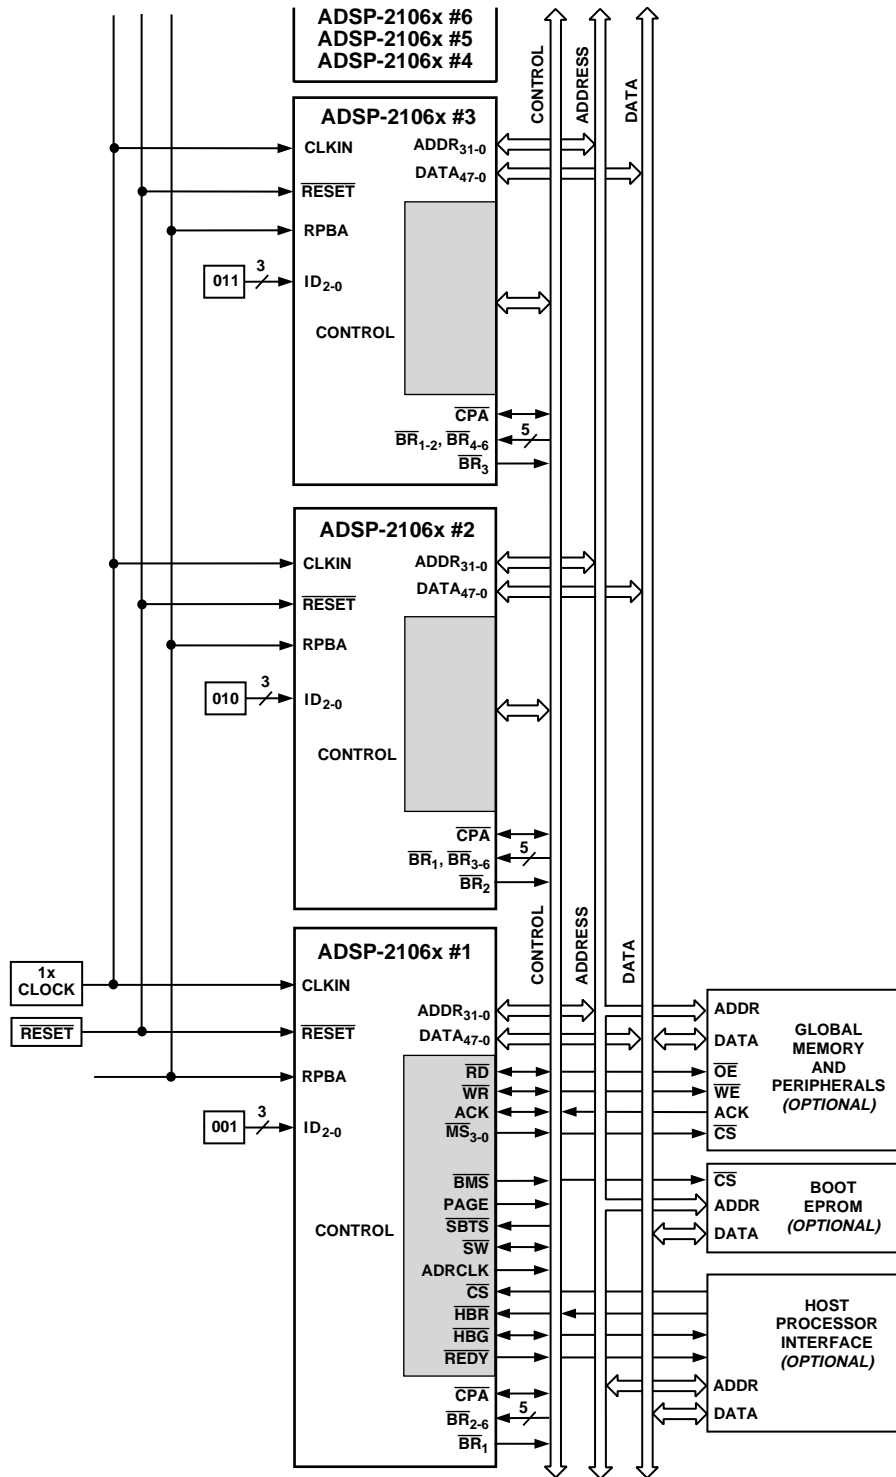 ADSP-2106x #6
ADSP-2106x #5
ADSP-2106x #4
CONTROL
ADDRESS
DATA
ADSP-2106x #3
CLKIN
ADDR31-0
DATA47-0
RESET
RPBA
011
3
ID2-0
CONTROL
CPA
BR1-2, BR4-6
5
BR3
ADSP-2106x #2
CLKIN
ADDR31-0
DATA47-0
RESET
RPBA
010
3
ID2-0
CONTROL
CPA
BR1, BR3-6
5
BR2
CONTROL
ADDRESS
DATA
ADSP-2106x #1
1x
CLOCK
CLKIN
RESET
RESET
ADDR31-0
DATA47-0
RPBA
001
3
ID2-0
CONTROL
RD
WR
ACK
MS3-0
BMS
PAGE
SBTS
SW
ADRCLK
CS
HBR
HBG
REDY
CPA
BR2-6
5
BR1
ADDR
DATA
OE
WE
ACK
CS
GLOBAL
MEMORY
AND
PERIPHERALS
(OPTIONAL)
CS
ADDR
DATA
BOOT
EPROM
(OPTIONAL)
HOST
PROCESSOR
INTERFACE
(OPTIONAL)
ADDR
DATA